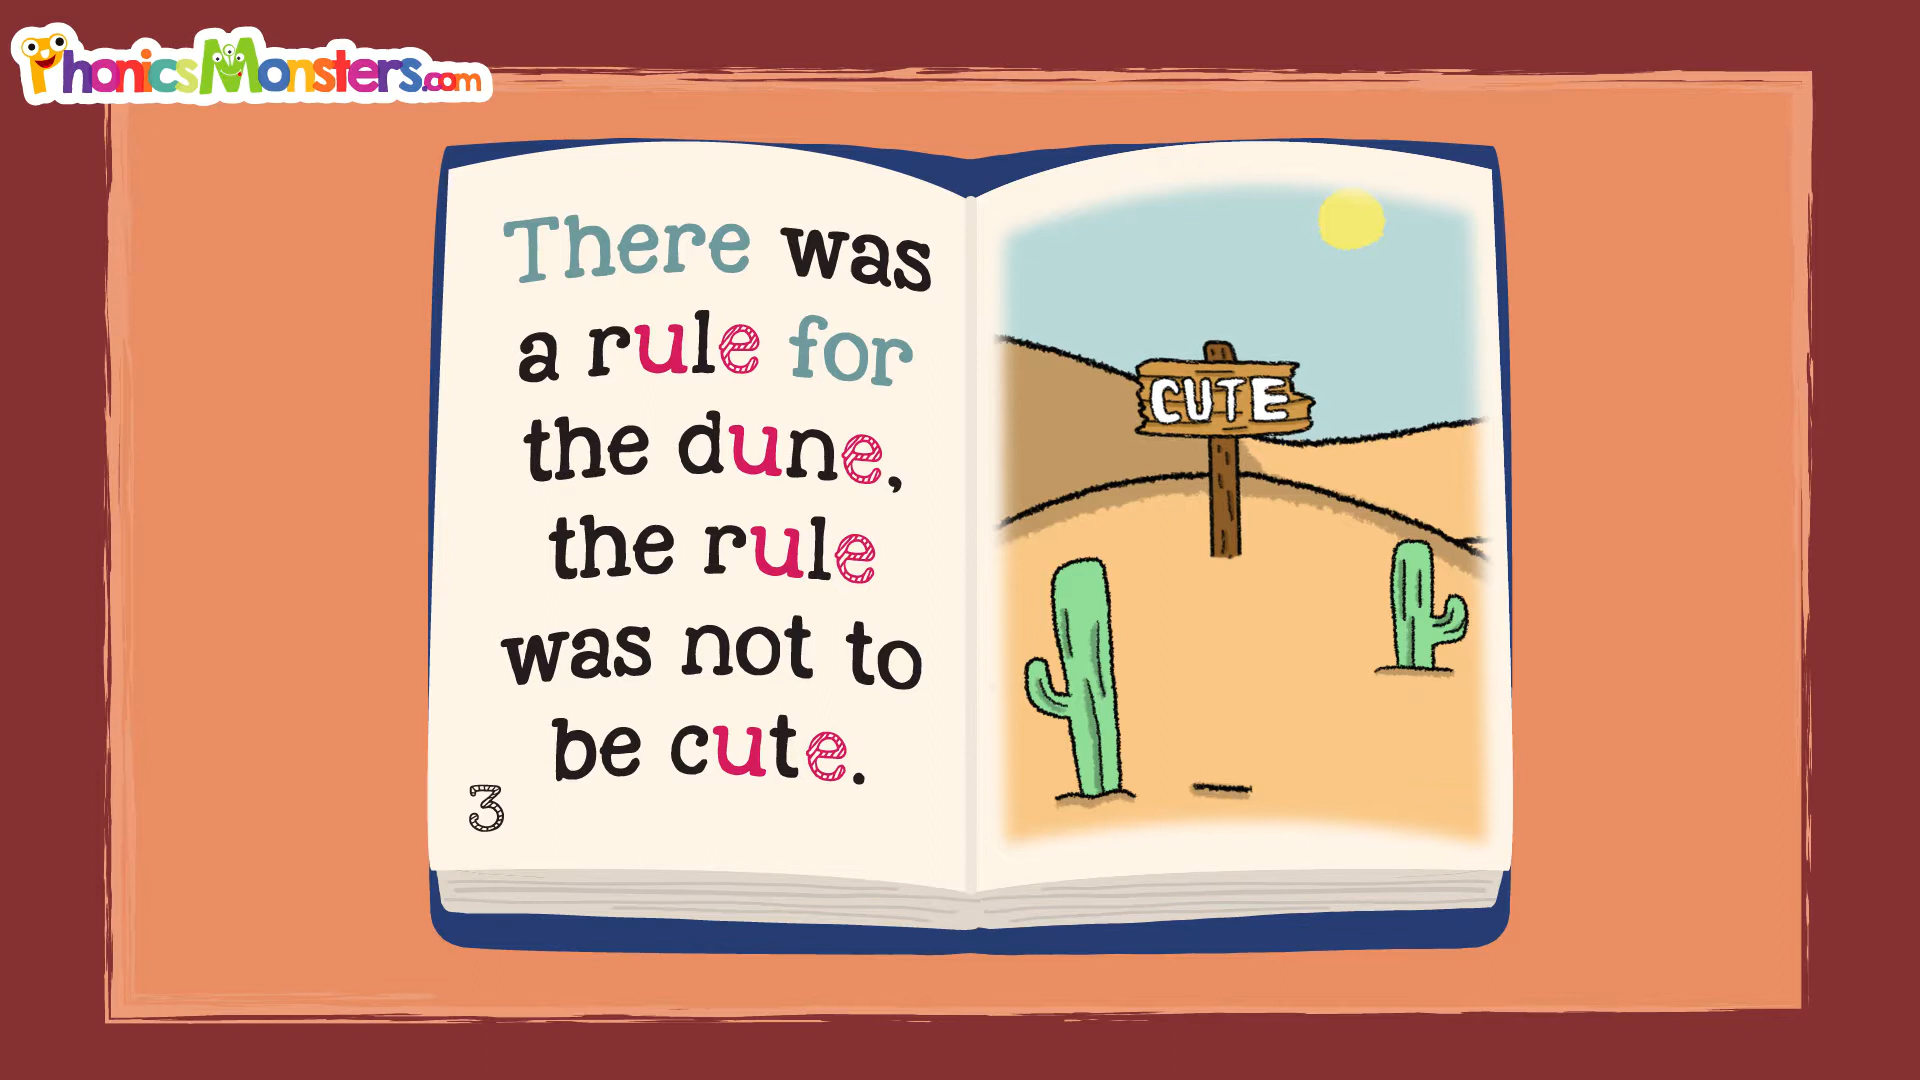 PhonicsMonsters.com
There was
a rule for
the dune,
the rule
was not to
be cute.
3
CUTE